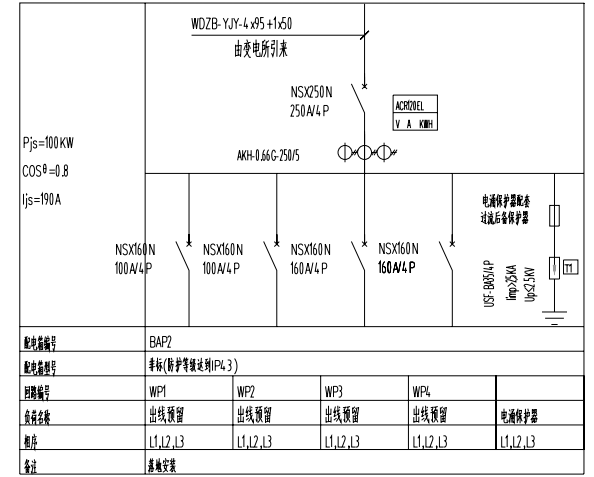 WDZB-YJY-4x95+1x50
由变电所引来
NSX250N
250A/4P
ACR120EL
V A KWH
AKH-0.66G-250/5
Pjs=100KW
COSθ=0.8
Ijs=190A
电涌保护器配套
过流后备保护器
NSX160N
100A/4P
NSX160N
100A/4P
NSX160N
160A/4P
NSX160N
160A/4P
USF-BA35/4P
Iimp>25KA
Up≤2.5KV
T1
配电箱编号 BAP2
配电箱型号 非标(防护等级达到IP43)
回路编号 WP1 WP2 WP3 WP4
负荷名称 出线预留 出线预留 出线预留 出线预留 电涌保护器
相序 L1,L2,L3 L1,L2,L3 L1,L2,L3 L1,L2,L3 L1,L2,L3
备注 落地安装